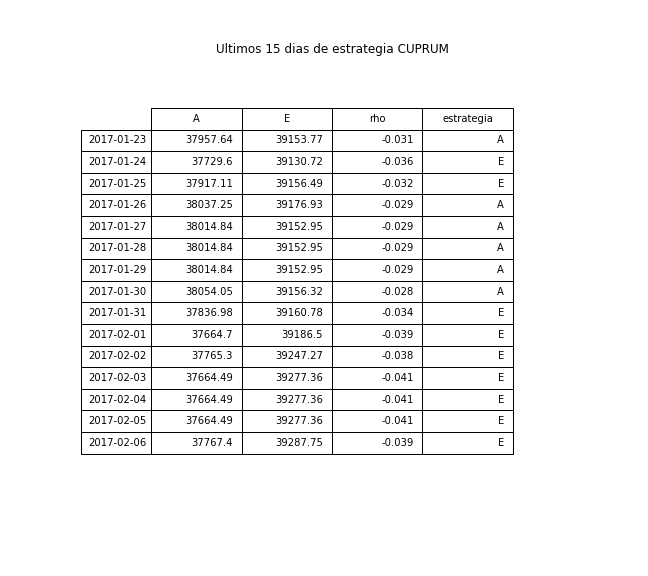 Ultimos 15 dias de estrategia CUPRUM
A E rho estrategia
2017-01-23 37957.64 39153.77 -0.031 A
2017-01-24 37729.6 39130.72 -0.036 E
2017-01-25 37917.11 39156.49 -0.032 E
2017-01-26 38037.25 39176.93 -0.029 A
2017-01-27 38014.84 39152.95 -0.029 A
2017-01-28 38014.84 39152.95 -0.029 A
2017-01-29 38014.84 39152.95 -0.029 A
2017-01-30 38054.05 39156.32 -0.028 A
2017-01-31 37836.98 39160.78 -0.034 E
2017-02-01 37664.7 39186.5 -0.039 E
2017-02-02 37765.3 39247.27 -0.038 E
2017-02-03 37664.49 39277.36 -0.041 E
2017-02-04 37664.49 39277.36 -0.041 E
2017-02-05 37664.49 39277.36 -0.041 E
2017-02-06 37767.4 39287.75 -0.039 E